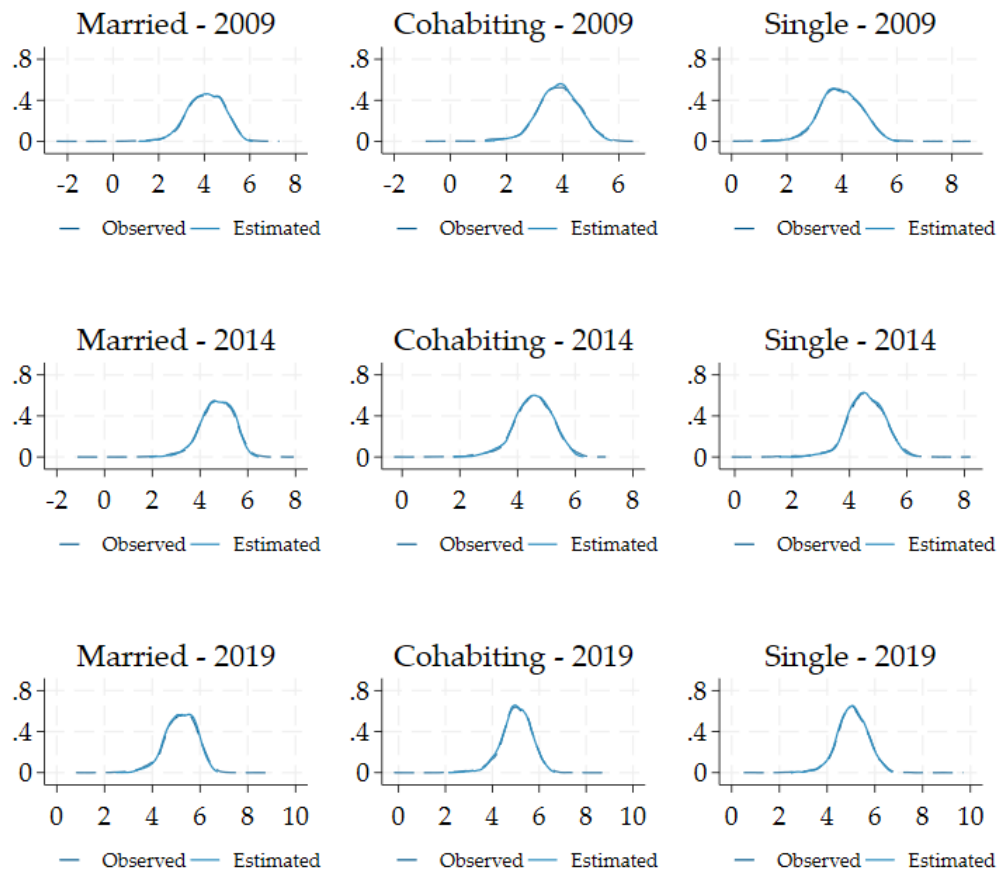 Married - 2009
.8
.4
0
-2 0 2 4 6 8
Observed Estimated
Cohabiting - 2009
.8
.4
0
-2 0 2 4 6
Observed Estimated
Single - 2009
.8
.4
0
0 2 4 6 8
Observed Estimated
Married - 2014
.8
.4
0
-2 0 2 4 6 8
Observed Estimated
Cohabiting - 2014
.8
.4
0
0 2 4 6 8
Observed Estimated
Single - 2014
.8
.4
0
0 2 4 6 8
Observed Estimated
Married - 2019
.8
.4
0
0 2 4 6 8 10
Observed Estimated
Cohabiting - 2019
.8
.4
0
0 2 4 6 8 10
Observed Estimated
Single - 2019
.8
.4
0
0 2 4 6 8 10
Observed Estimated